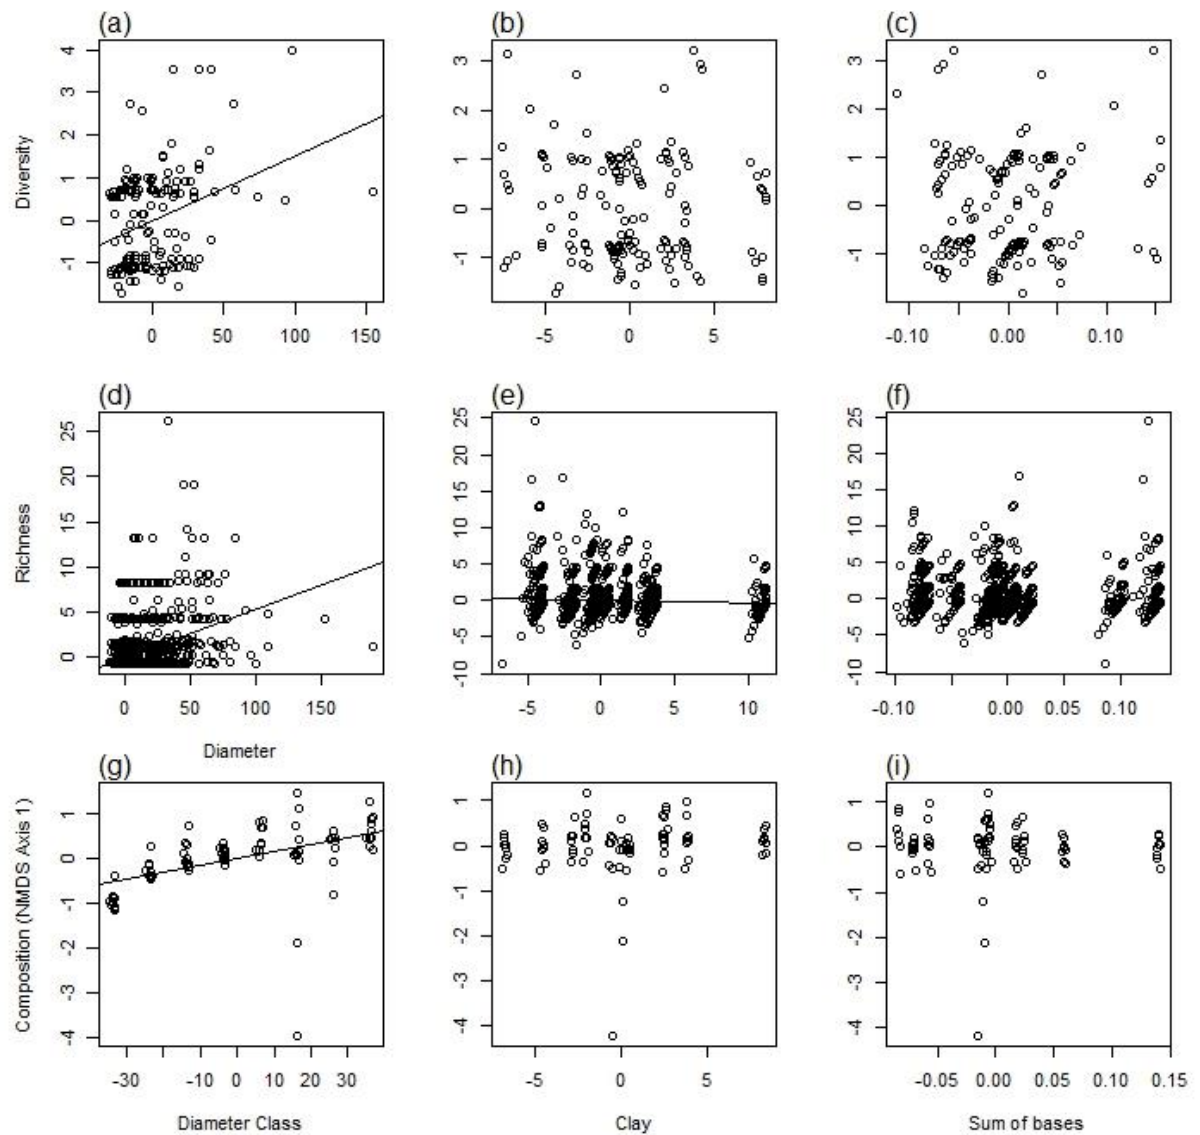 (a) (b) (c)
Diversity
4
3
2
1
0
-1
0 50 100 150
3
2
1
0
-1
-5 0 5
3
2
1
0
-1
-0.10 0.00 0.10
(d) (e) (f)
Richness
25
20
15
10
5
0
0 50 100 150
Diameter
25
20
15
10
5
0
-5
-10
-5 0 5 10
25
20
15
10
5
0
-5
-10
-0.10 0.00 0.05 0.10
(g) (h) (i)
Composition (NMDS Axis 1)
1
0
-1
-2
-3
-4
-30 -10 0 10 20 30
Diameter Class
1
0
-1
-2
-3
-4
-5 0 5
Clay
1
0
-1
-2
-3
-4
-0.05 0.00 0.05 0.10 0.15
Sum of bases